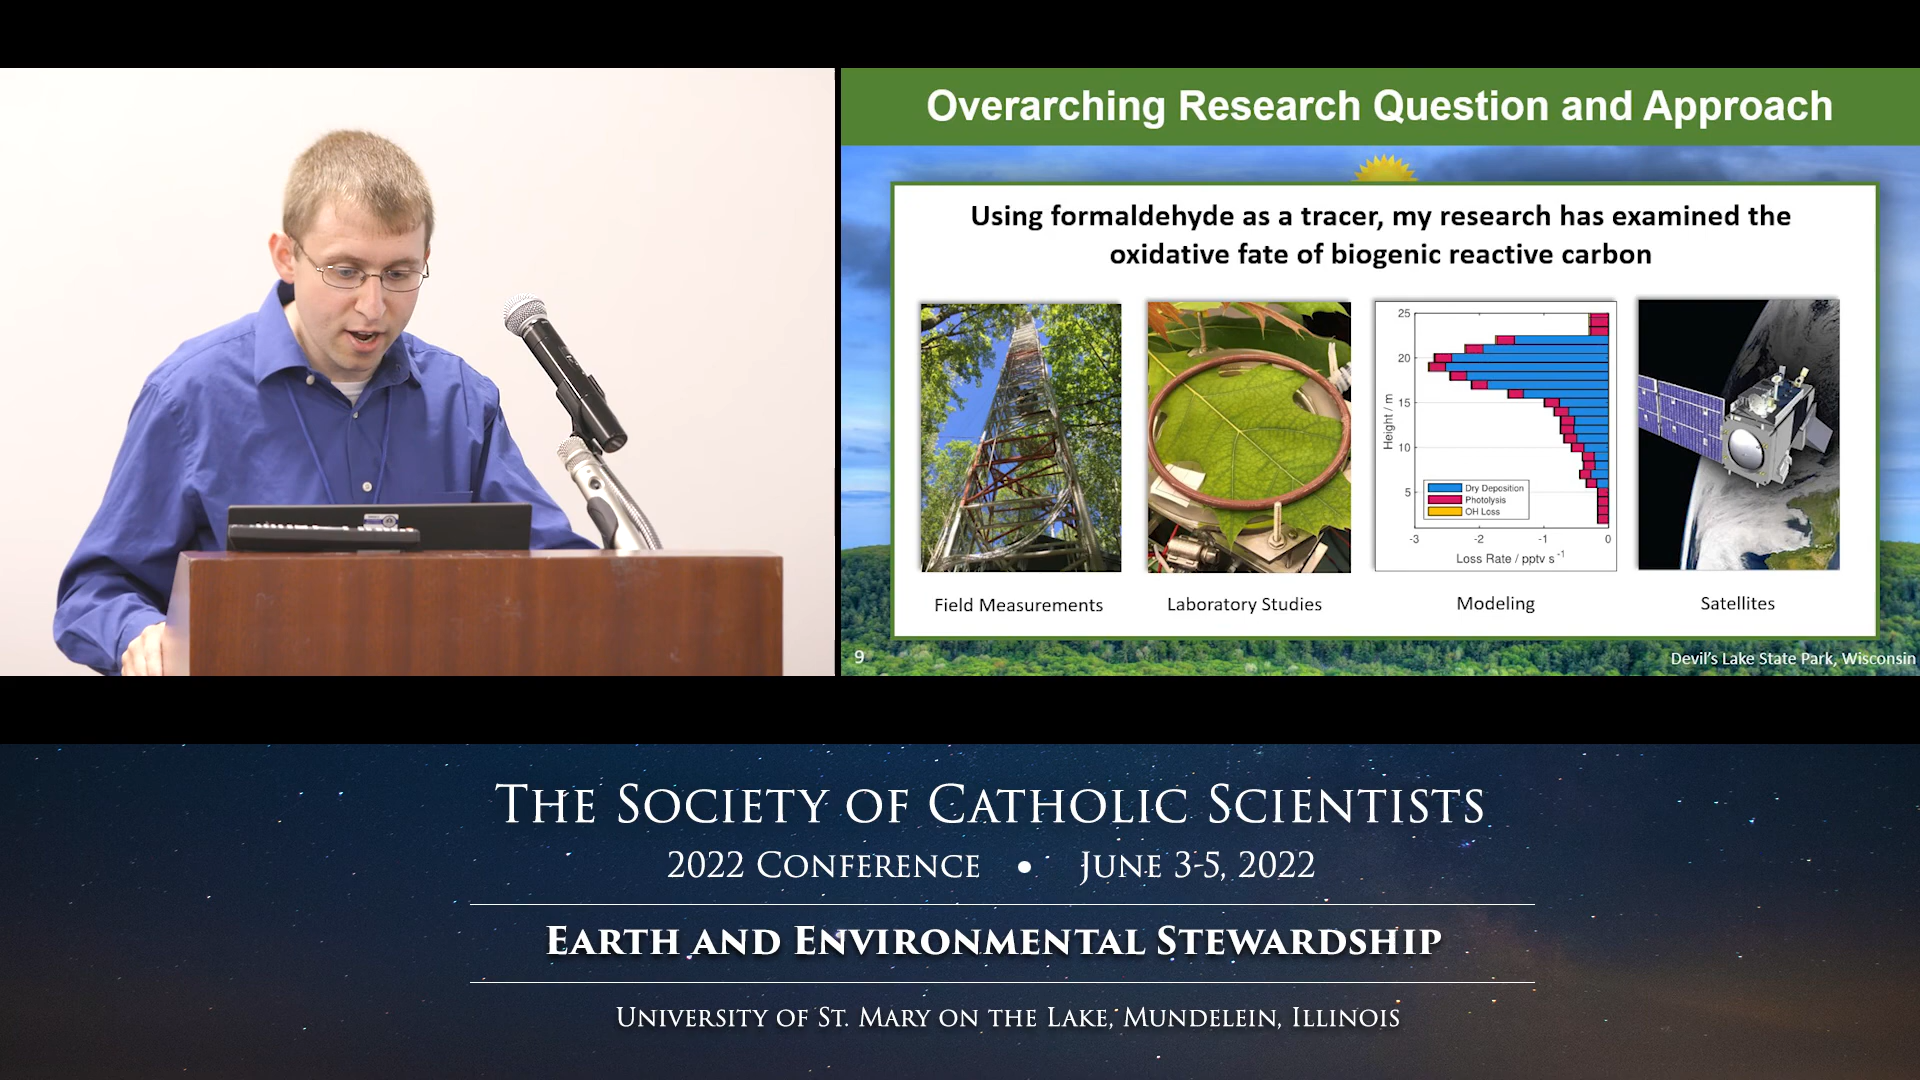 Overarching Research Question and Approach
Using formaldehyde as a tracer, my research has examined the
oxidative fate of biogenic reactive carbon
25
20
15
10
5
Height / m
Dry Deposition
Photolysis
OH Loss
-3 -2 -1 0
Loss Rate / pptv s-1
Field Measurements
Laboratory Studies
Modeling
Satellites
9
Devil's Lake State Park, Wisconsin
The Society of Catholic Scientists
2022 Conference • June 3-5, 2022
Earth and Environmental Stewardship
University of St. Mary on the Lake, Mundelein, Illinois